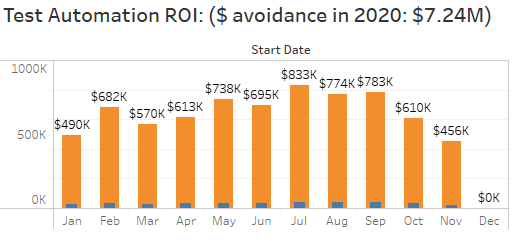 Test Automation ROI: ($ avoidance in 2020: $7.24M)
Start Date
1000K
500K
0K
$490K
$682K
$570K
$613K
$738K
$695K
$833K
$774K
$783K
$610K
$456K
$0K
Jan Feb Mar Apr May Jun Jul Aug Sep Oct Nov Dec